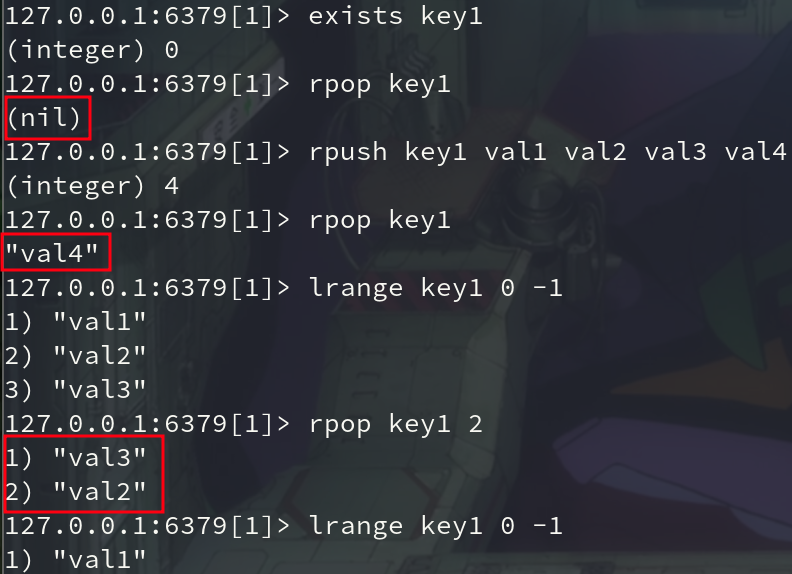 127.0.0.1:6379[1]> exists key1
(integer) 0
127.0.0.1:6379[1]> rpop key1
(nil)
127.0.0.1:6379[1]> rpush key1 val1 val2 val3 val4
(integer) 4
127.0.0.1:6379[1]> rpop key1
"val4"
127.0.0.1:6379[1]> lrange key1 0 -1
1) "val1"
2) "val2"
3) "val3"
127.0.0.1:6379[1]> rpop key1 2
1) "val3"
2) "val2"
127.0.0.1:6379[1]> lrange key1 0 -1
1) "val1"